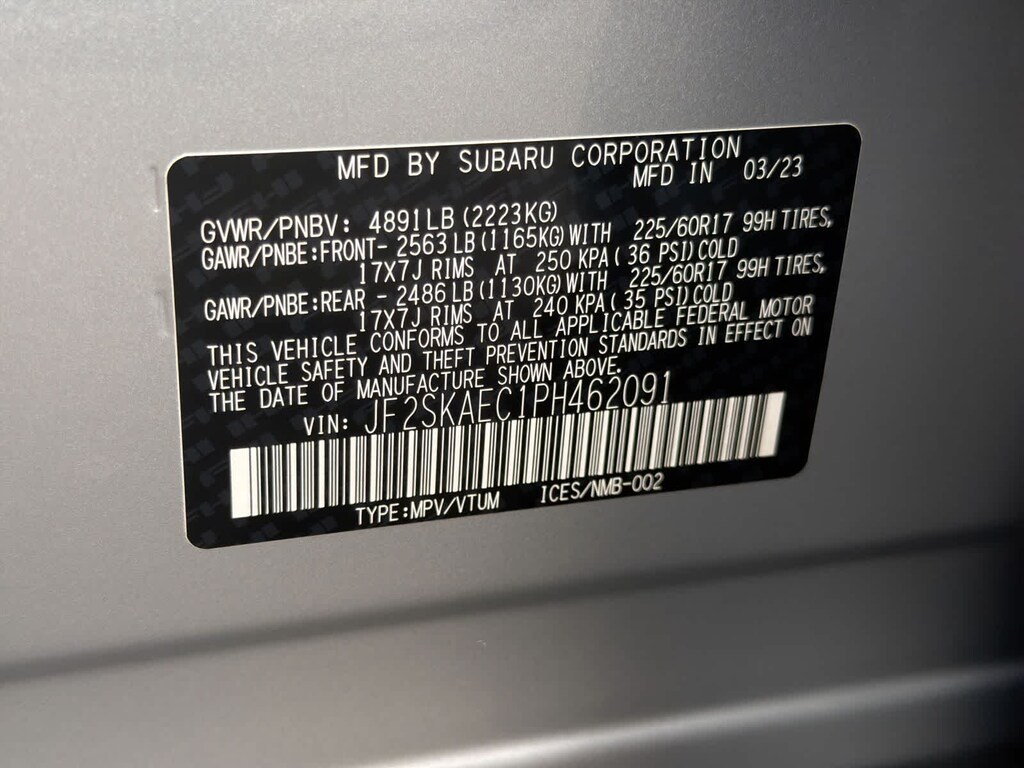 MFD BY SUBARU CORPORATION
MFD IN 03/23
GVWR/PNBV: 4891LB (2223KG)
GAWR/PNBE:FRONT- 2563LB (1165KG)WITH 225/60R17 99H TIRES,
17X7J RIMS AT 250 KPA( 36 PSI)COLD
GAWR/PNBE:REAR - 2486LB (1130KG)WITH 225/60R17 99H TIRES,
17X7J RIMS AT 240 KPA( 35 PSI)COLD
THIS VEHICLE CONFORMS TO ALL APPLICABLE FEDERAL MOTOR
VEHICLE SAFETY AND THEFT PREVENTION STANDARDS IN EFFECT ON
THE DATE OF MANUFACTURE SHOWN ABOVE.
VIN: JF2SKAEC1PH462091
TYPE:MPV/VTUM ICES/NMB-002